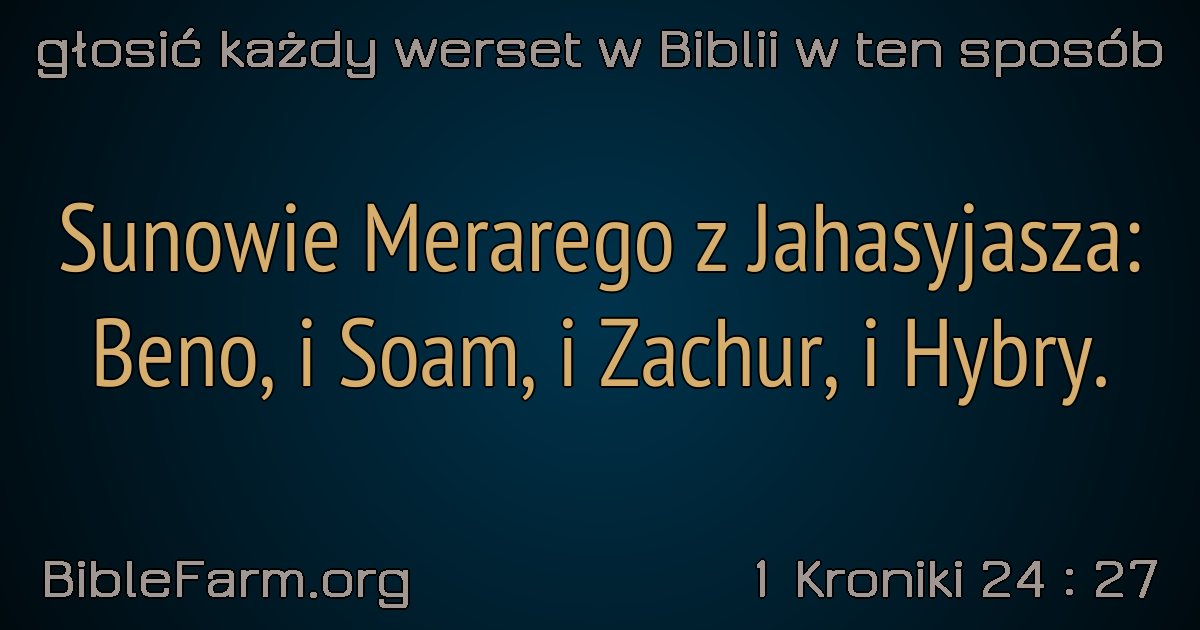 głosić każdy werset w Biblii w ten sposób
Sunowie Merarego z Jahasyjasza:
Beno, i Soam, i Zachur, i Hybry.
BibleFarm.org 1 Kroniki 24 : 27